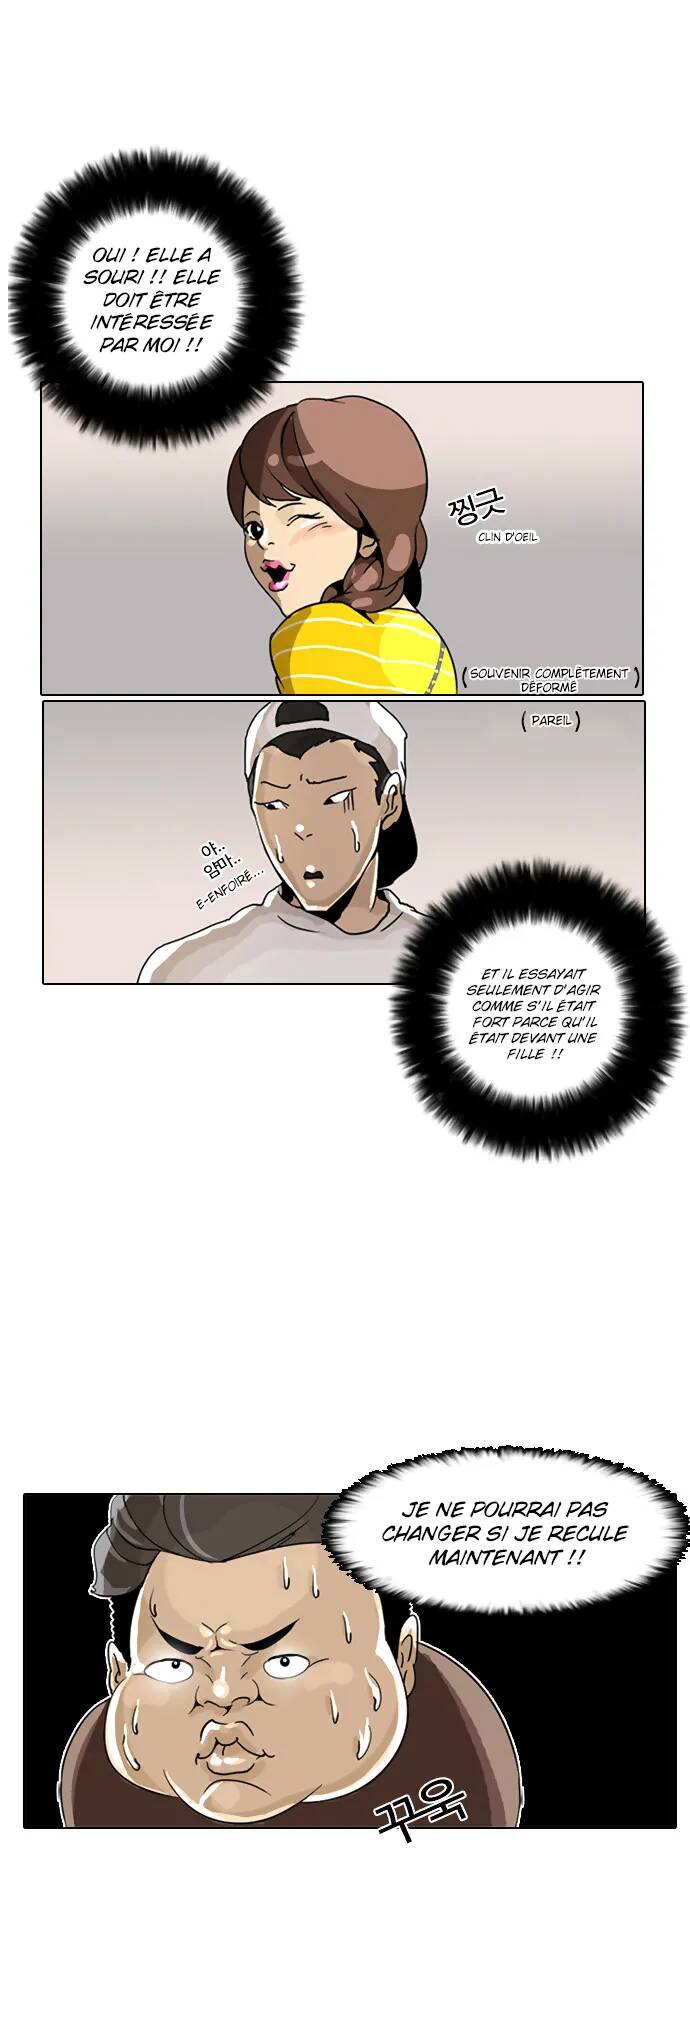 OUI ! ELLE A
SOURI !! ELLE
DOIT ÊTRE
INTÉRESSÉE
PAR MOI !!
찡긋
CLIN D'OEIL
(SOUVENIR COMPLÈTEMENT
DÉFORMÉ)
(PAREIL)
야..
얌마..
E-ENFOIRÉ...
ET IL ESSAYAIT
SEULEMENT D'AGIR
COMME S'IL ÉTAIT
FORT PARCE QU'IL
ÉTAIT DEVANT UNE
FILLE !!
JE NE POURRAI PAS
CHANGER SI JE RECULE
MAINTENANT !!
꾸욱